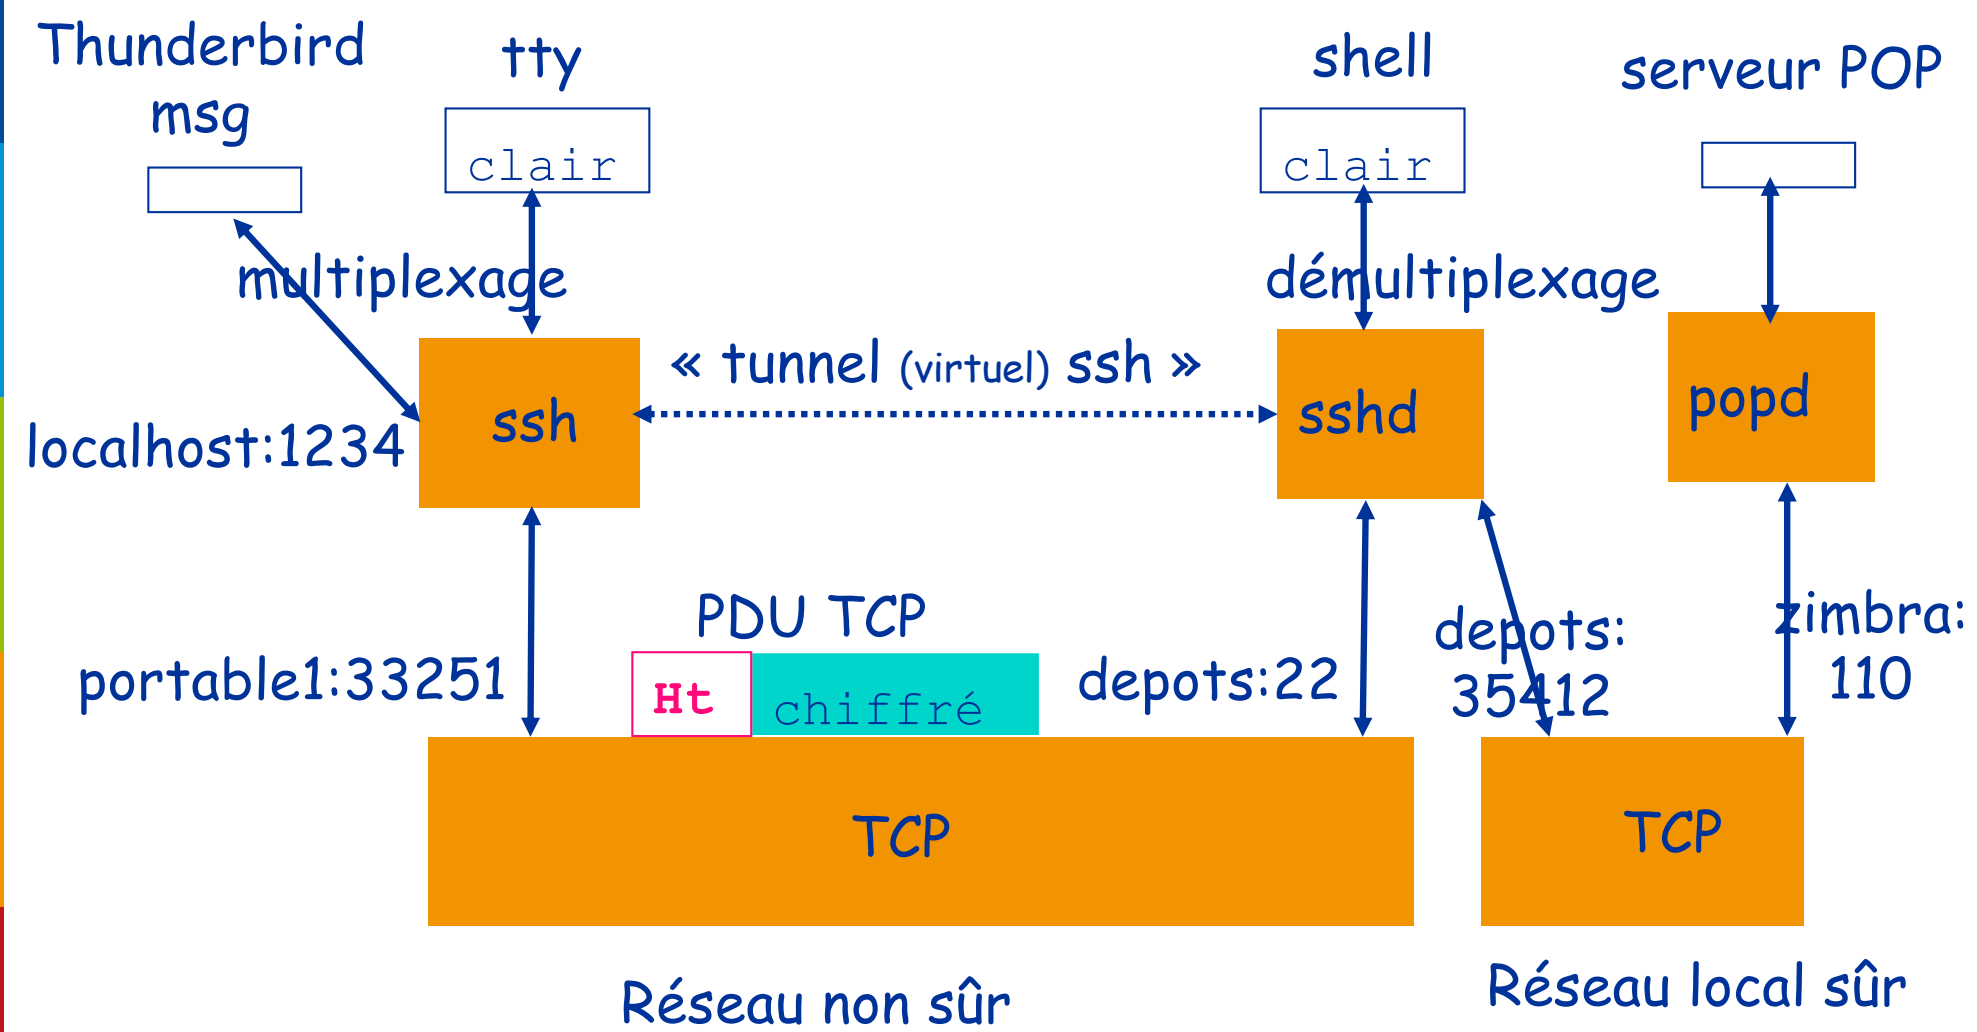 Thunderbird
msg
tty
shell
serveur POP
clair
clair
multiplexage
démultiplexage
« tunnel (virtuel) ssh »
ssh
sshd
popd
localhost:1234
PDU TCP
portable1:33251
Ht
chiffré
depots:22
depots:
35412
zimbra:
110
TCP
TCP
Réseau non sûr
Réseau local sûr